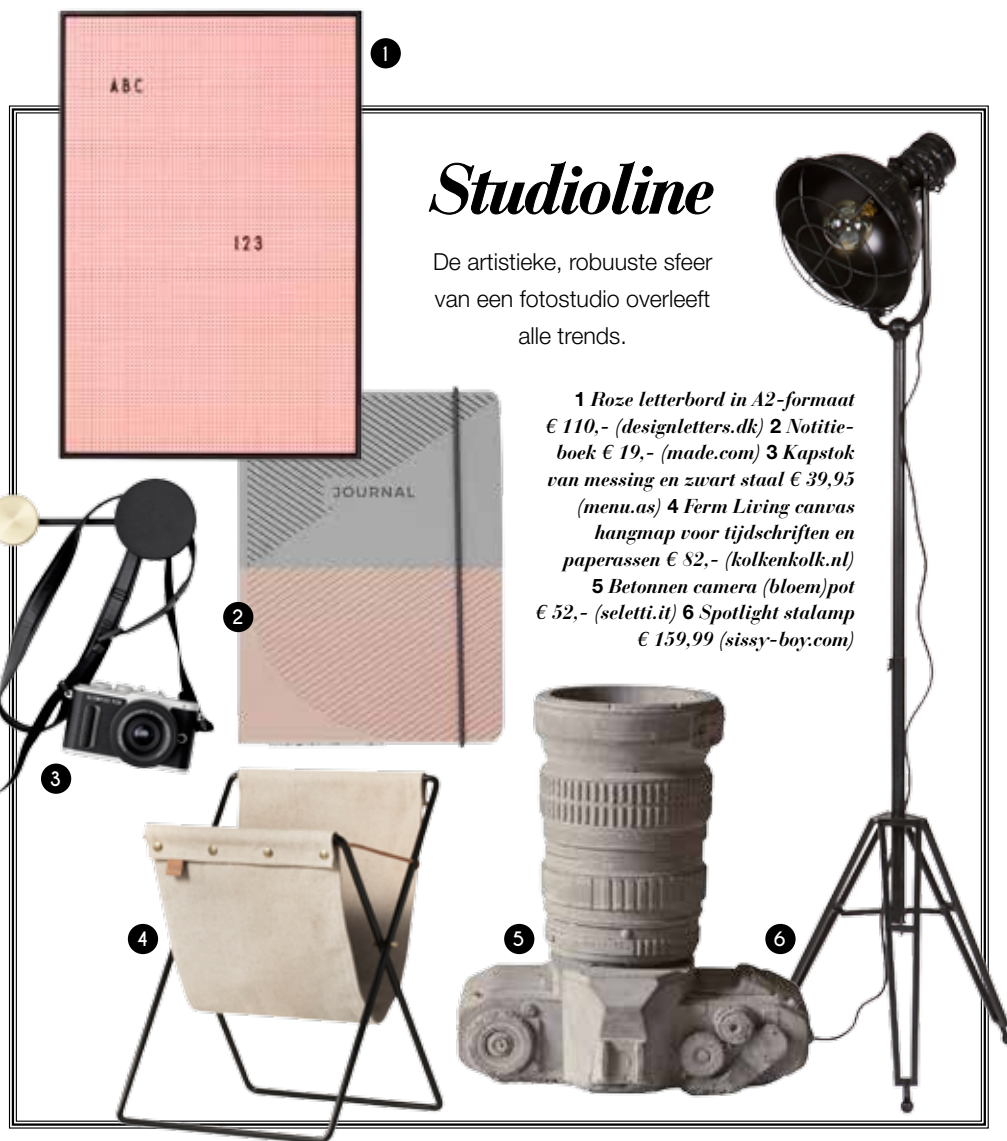 1
ABC
123
Studioline
De artistieke, robuuste sfeer
van een fotostudio overleeft
alle trends.
1 Roze letterbord in A2-formaat
€ 110,- (designletters.dk) 2 Notitie-
boek € 19,- (made.com) 3 Kapstok
van messing en zwart staal € 39,95
(menu.as) 4 Ferm Living canvas
hangmap voor tijdschriften en
paperassen € 82,- (kolkenkolk.nl)
5 Betonnen camera (bloem)pot
€ 52,- (seletti.it) 6 Spotlight stalamp
€ 159,99 (sissy-boy.com)
JOURNAL
2
3
4
5
6